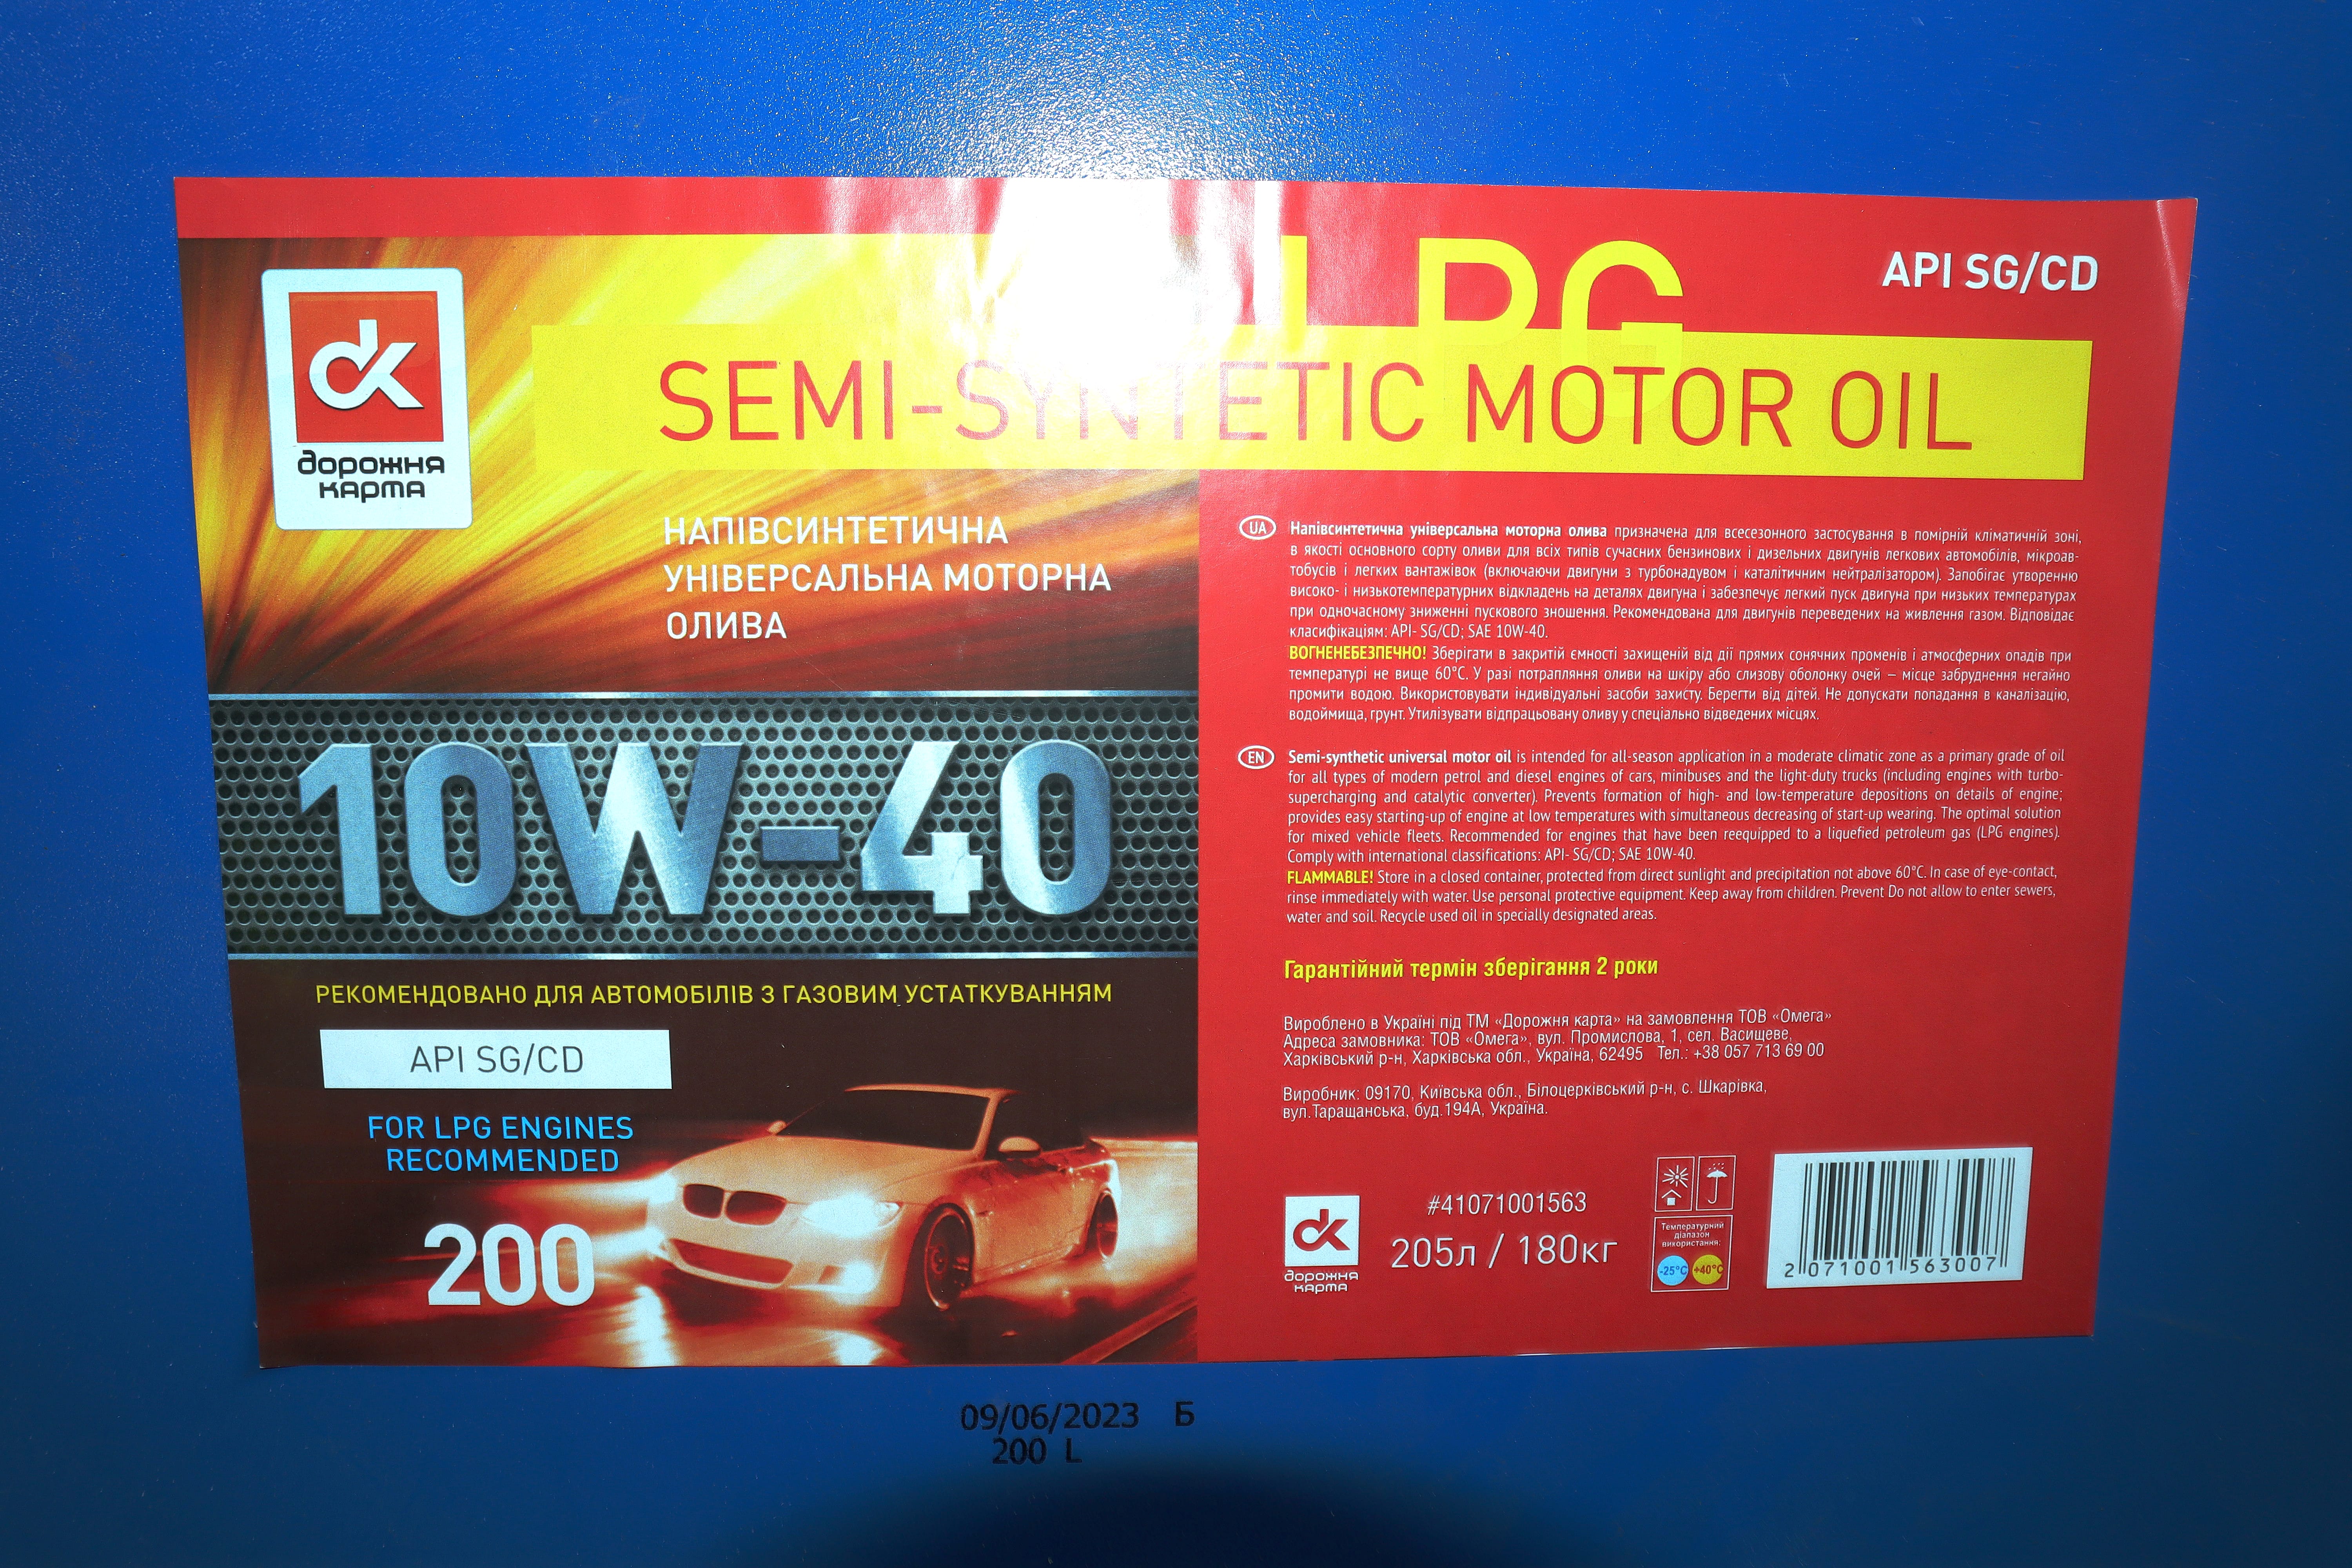 LPG
API SG/CD
SEMI-SYNTETIC MOTOR OIL
dk
дорожня
карта
НАПІВСИНТЕТИЧНА
УНІВЕРСАЛЬНА МОТОРНА
ОЛИВА
10W-40
РЕКОМЕНДОВАНО ДЛЯ АВТОМОБІЛІВ З ГАЗОВИМ УСТАТКУВАННЯМ
API SG/CD
FOR LPG ENGINES
RECOMMENDED
200
UA Напівсинтетична універсальна моторна олива призначена для всесезонного застосування в помірній кліматичній зоні,
в якості основного сорту оливи для всіх типів сучасних бензинових і дизельних двигунів легкових автомобілів, мікроав-
тобусів і легких вантажівок (включаючи двигуни з турбонадувом і каталітичним нейтралізатором). Запобігає утворенню
високо- і низькотемпературних відкладень на деталях двигуна і забезпечує легкий пуск двигуна при низьких температурах
при одночасному зниженні пускового зношення. Рекомендована для двигунів переведених на живлення газом. Відповідає
класифікаціям: API- SG/CD; SAE 10W-40.
ВОГНЕНЕБЕЗПЕЧНО! Зберігати в закритій ємності захищеній від дії прямих сонячних променів і атмосферних опадів при
температурі не вище 60°С. У разі потрапляння оливи на шкіру або слизову оболонку очей – місце забруднення негайно
промити водою. Використовувати індивідуальні засоби захисту. Берегти від дітей. Не допускати попадання в каналізацію,
водоймища, грунт. Утилізувати відпрацьовану оливу у спеціально відведених місцях.
EN Semi-synthetic universal motor oil is intended for all-season application in a moderate climatic zone as a primary grade of oil
for all types of modern petrol and diesel engines of cars, minibuses and the light-duty trucks (including engines with turbo-
supercharging and catalytic converter). Prevents formation of high- and low-temperature depositions on details of engine;
provides easy starting-up of engine at low temperatures with simultaneous decreasing of start-up wearing. The optimal solution
for mixed vehicle fleets. Recommended for engines that have been reequipped to a liquefied petroleum gas (LPG engines).
Comply with international classifications: API- SG/CD; SAE 10W-40.
FLAMMABLE! Store in a closed container, protected from direct sunlight and precipitation not above 60°C. In case of eye-contact,
rinse immediately with water. Use personal protective equipment. Keep away from children. Prevent Do not allow to enter sewers,
water and soil. Recycle used oil in specially designated areas.
Гарантійний термін зберігання 2 роки
Вироблено в Україні під ТМ «Дорожня карта» на замовлення ТОВ «Омега»
Адреса замовника: ТОВ «Омега», вул. Промислова, 1, сел. Васищеве,
Харківський р-н, Харківська обл., Україна, 62495 Тел.: +38 057 713 69 00
Виробник: 09170, Київська обл., Білоцерківський р-н, с. Шкарівка,
вул.Таращанська, буд.194А, Україна.
dk
дорожня
карта
#41071001563
205л / 180кг
Температурний
діапазон
використання:
-25°C +40°C
2 071001 563007
09/06/2023 Б
200 L